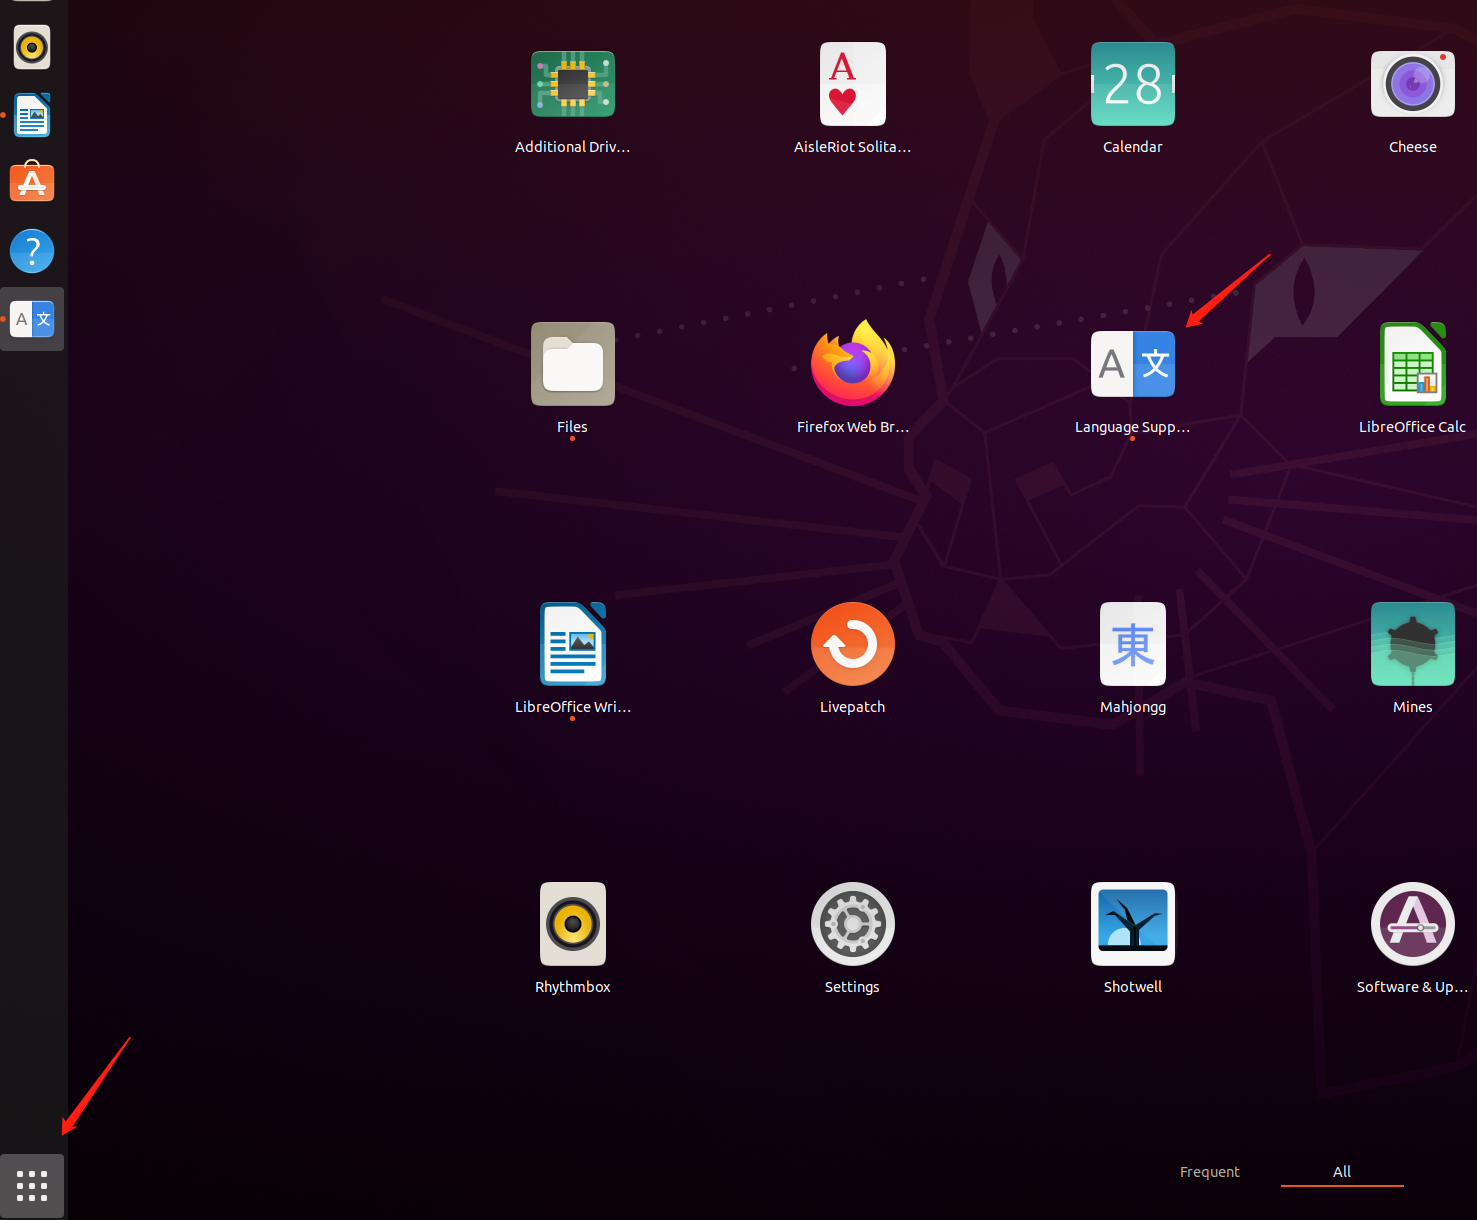 Additional Driv...
AisleRiot Solita...
A
28
Calendar
Cheese
?
A 文
Files
Firefox Web Br...
A 文
Language Supp...
LibreOffice Calc
LibreOffice Wri...
Livepatch
東
Mahjongg
Mines
Rhythmbox
Settings
Shotwell
Software & Up...
Frequent
All